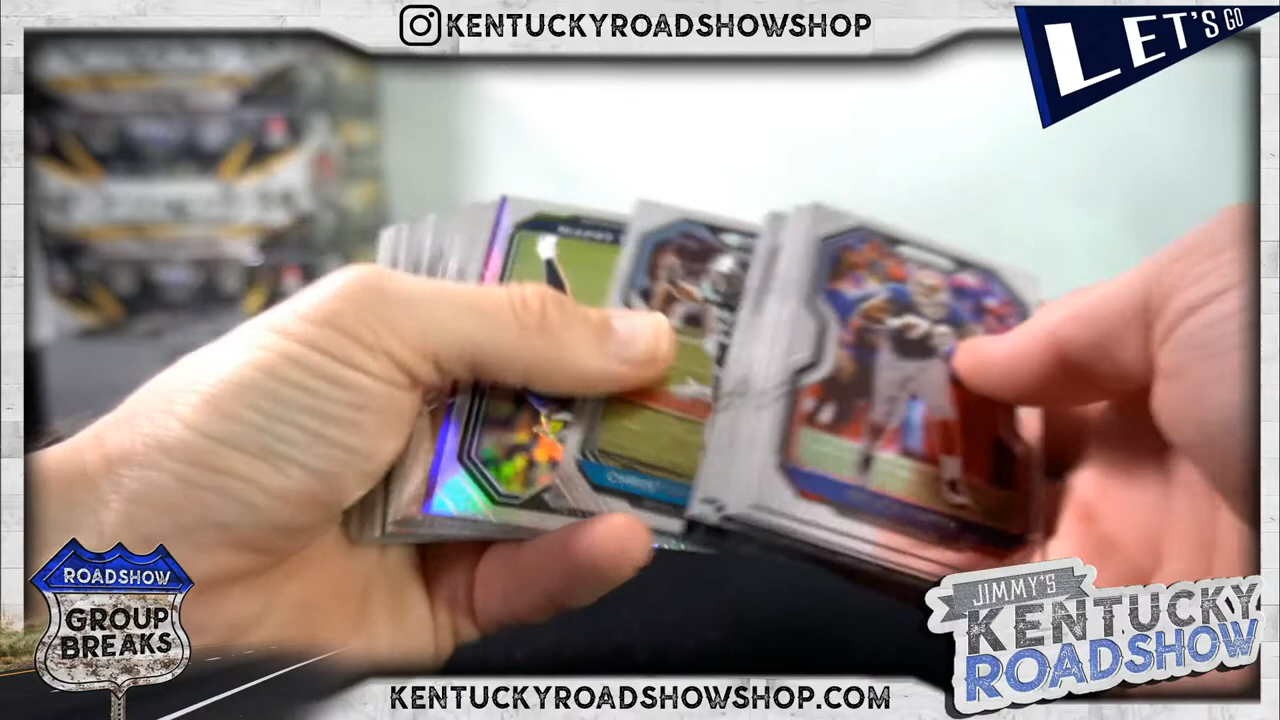 KENTUCKYROADSHOWSHOP
LET'S GO
ROADSHOW
GROUP
BREAKS
JIMMY'S
KENTUCKY
ROADSHOW
KENTUCKYROADSHOWSHOP.COM